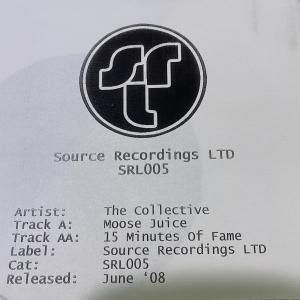 Source Recordings LTD
SRL005
Artist: The Collective
Track A: Moose Juice
Track AA: 15 Minutes Of Fame
Label: Source Recordings LTD
Cat: SRL005
Released: June ‘08